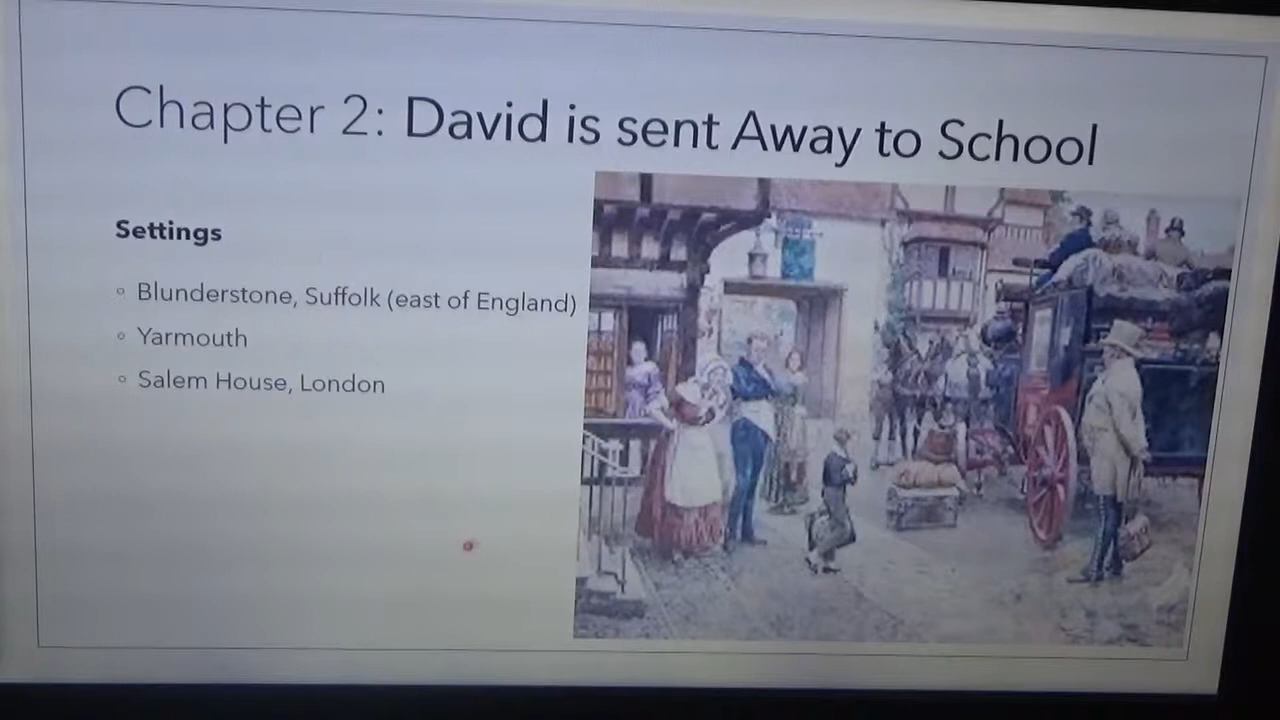 Chapter 2: David is sent Away to School
Settings
Blunderstone, Suffolk (east of England)
Yarmouth
Salem House, London